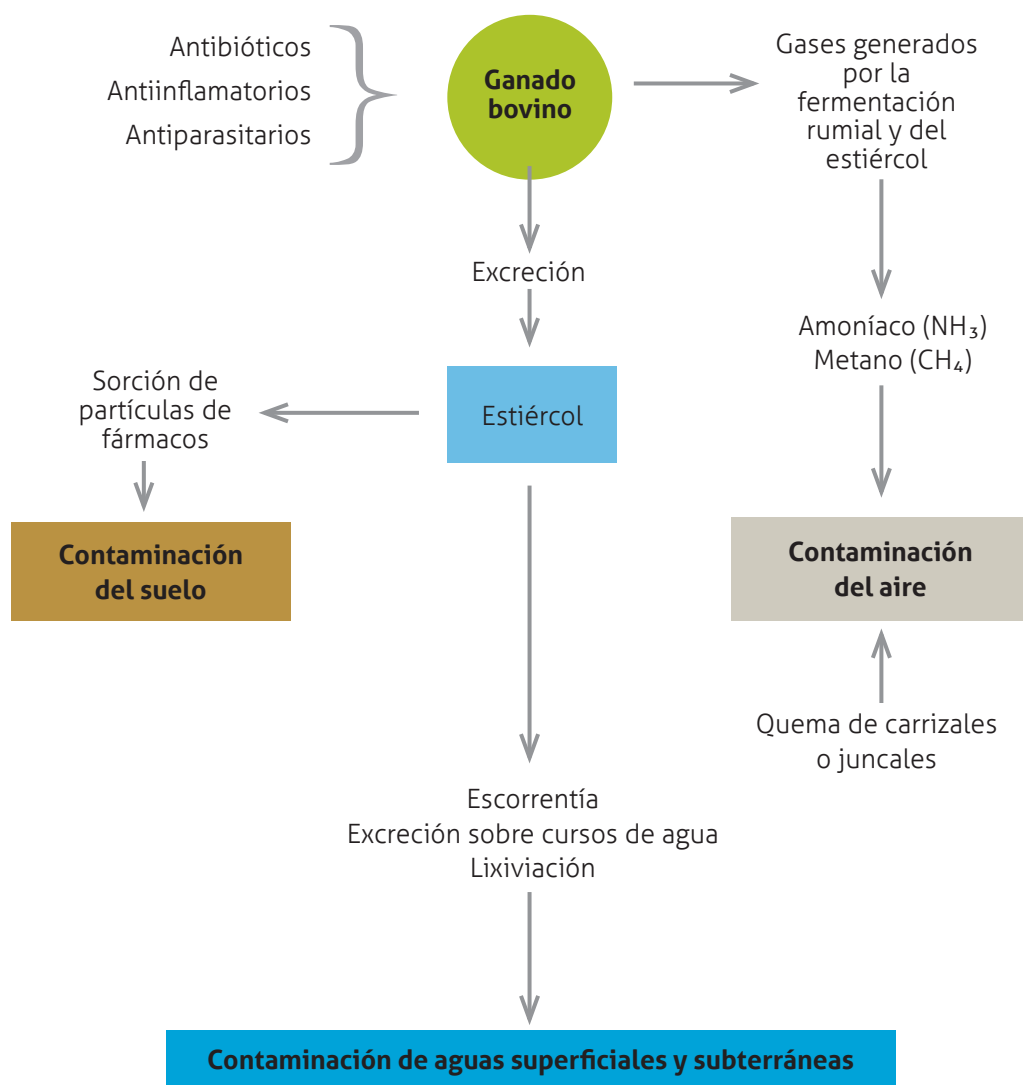 Antibióticos
Antiinflamatorios
Antiparasitarios
Ganado
bovino
Gases generados
por la
fermentación
rumial y del
estiércol
Excreción
Amoníaco (NH₃)
Metano (CH₄)
Sorción de
partículas de
fármacos
Estiércol
Contaminación
del suelo
Contaminación
del aire
Quema de carrizales
o juncales
Escorrentía
Excreción sobre cursos de agua
Lixiviación
Contaminación de aguas superficiales y subterráneas